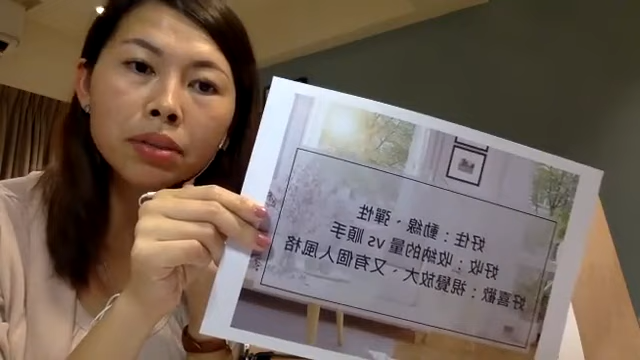 好住：動線、彈性
好收：收納的量 vs 順手
好喜歡：視覺放大、又有個人風格